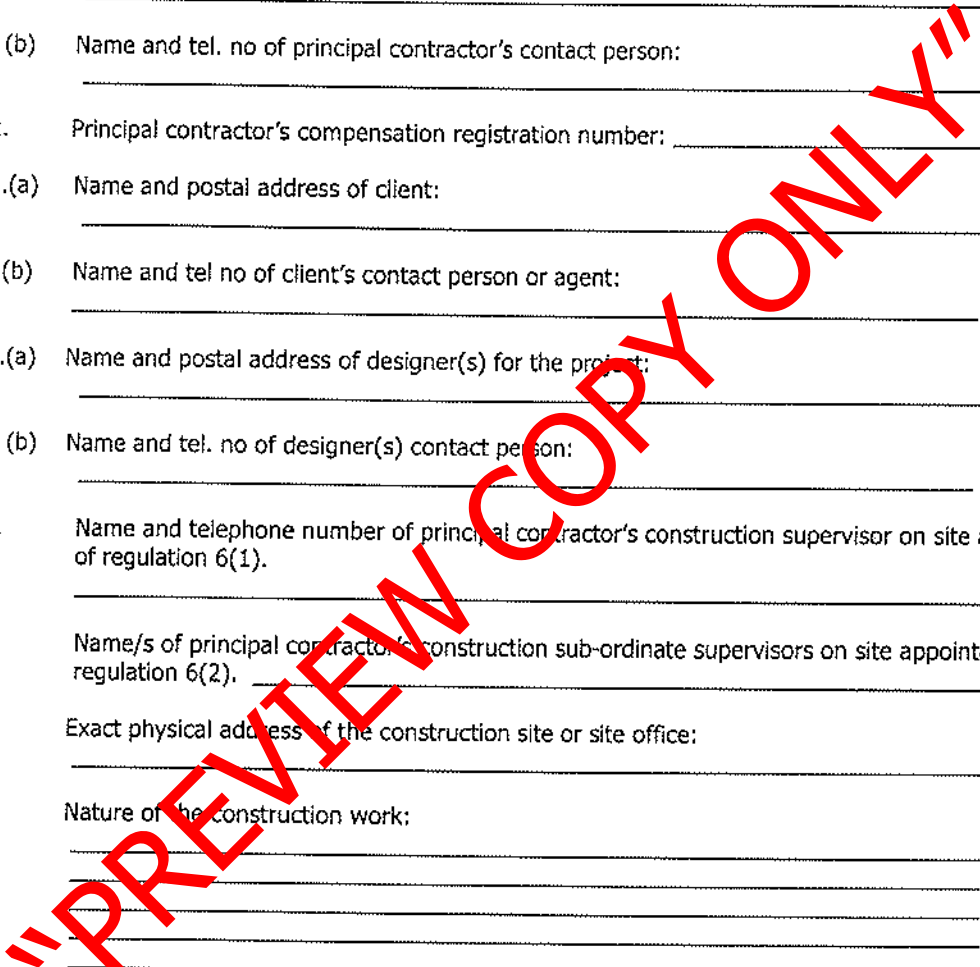 (b) Name and tel. no of principal contractor's contact person:
Principal contractor's compensation registration number:
.(a) Name and postal address of client:
(b) Name and tel no of client's contact person or agent:
.(a) Name and postal address of designer(s) for the project:
(b) Name and tel. no of designer(s) contact person:
Name and telephone number of principal contractor's construction supervisor on site
of regulation 6(1).
Name/s of principal contractor's construction sub-ordinate supervisors on site appoint
regulation 6(2).
Exact physical address of the construction site or site office:
Nature of the construction work:
"PREVIEW COPY ONLY"